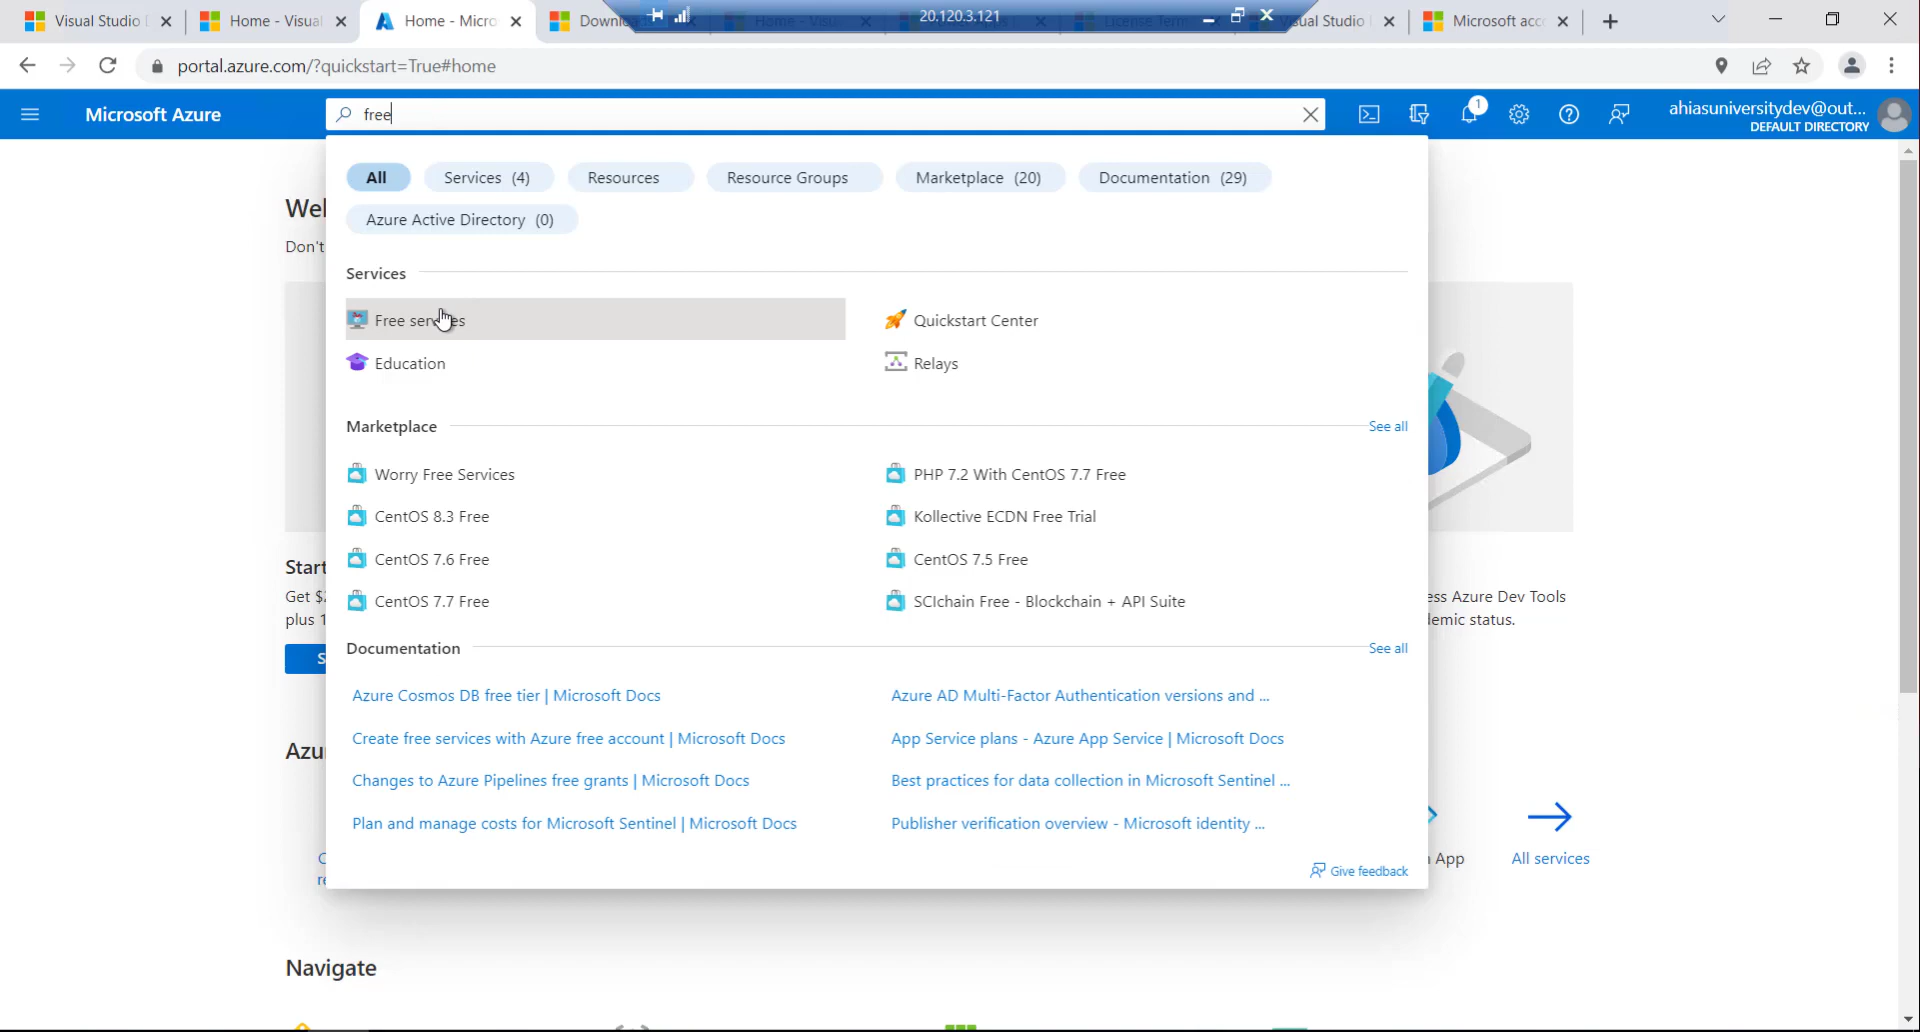 Visual Studio
Home - Visual
Home - Micro
Downlo
Home - Visu
License Term
sual Studio
Microsoft acc
20.120.3.121
portal.azure.com/?quickstart=True#home
Microsoft Azure
free
1
ahiasuniversitydev@out...
DEFAULT DIRECTORY
All
Services (4)
Resources
Resource Groups
Marketplace (20)
Documentation (29)
Azure Active Directory (0)
Wel
Don't
Services
Free services
Quickstart Center
Education
Relays
Marketplace
See all
Worry Free Services
PHP 7.2 With CentOS 7.7 Free
CentOS 8.3 Free
Kollective ECDN Free Trial
CentOS 7.6 Free
CentOS 7.5 Free
CentOS 7.7 Free
SCIchain Free - Blockchain + API Suite
Start
Get $
plus 1
S
ess Azure Dev Tools
lemic status.
Documentation
See all
Azure Cosmos DB free tier | Microsoft Docs
Azure AD Multi-Factor Authentication versions and ...
Create free services with Azure free account | Microsoft Docs
App Service plans - Azure App Service | Microsoft Docs
Changes to Azure Pipelines free grants | Microsoft Docs
Best practices for data collection in Microsoft Sentinel ...
Plan and manage costs for Microsoft Sentinel | Microsoft Docs
Publisher verification overview - Microsoft identity ...
Give feedback
Azu
C
re
App
All services
Navigate